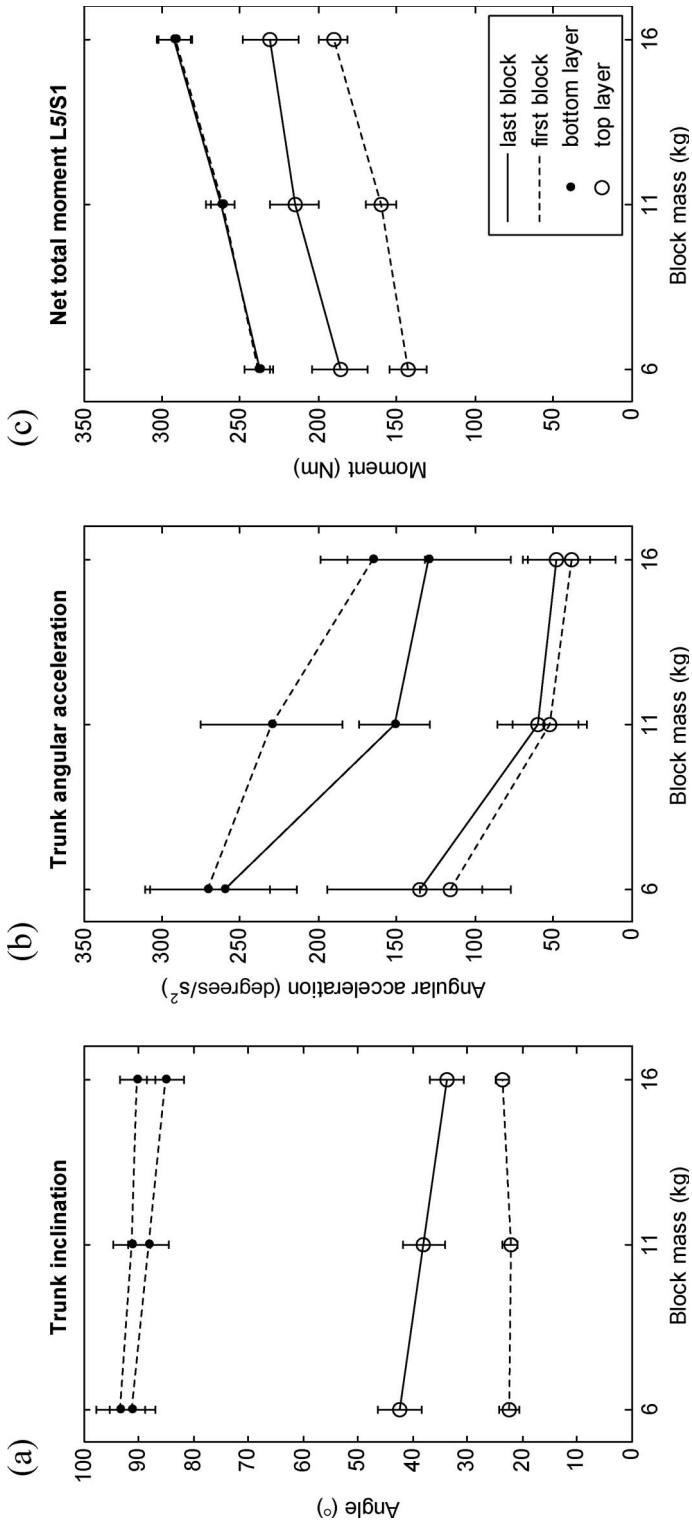 (a)
Trunk inclination
100
90
80
70
60
50
40
30
20
10
0
Angle (°)
6
11
16
Block mass (kg)
(b)
Trunk angular acceleration
350
300
250
200
150
100
50
0
Angular acceleration (degrees/s²)
6
11
16
Block mass (kg)
(c)
Net total moment L5/S1
350
300
250
200
150
100
50
0
Moment (Nm)
6
11
16
Block mass (kg)
last block
first block
bottom layer
top layer